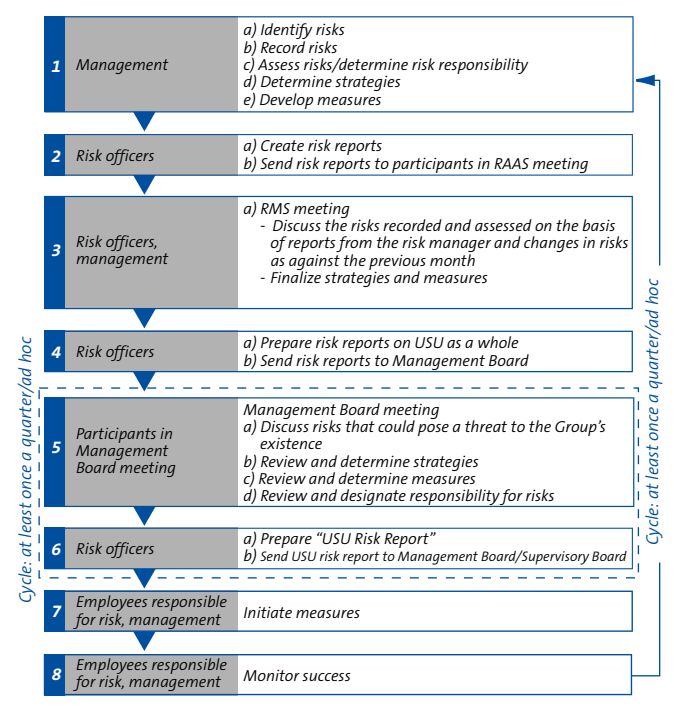 1
Management
a) Identify risks
b) Record risks
c) Assess risks/determine risk responsibility
d) Determine strategies
e) Develop measures
2
Risk officers
a) Create risk reports
b) Send risk reports to participants in RAAS meeting
3
Risk officers,
management
a) RMS meeting
- Discuss the risks recorded and assessed on the basis
of reports from the risk manager and changes in risks
as against the previous month
- Finalize strategies and measures
4
Risk officers
a) Prepare risk reports on USU as a whole
b) Send risk reports to Management Board
5
Participants in
Management
Board meeting
Management Board meeting
a) Discuss risks that could pose a threat to the Group's
existence
b) Review and determine strategies
c) Review and determine measures
d) Review and designate responsibility for risks
6
Risk officers
a) Prepare “USU Risk Report”
b) Send USU risk report to Management Board/Supervisory Board
7
Employees responsible
for risk, management
Initiate measures
8
Employees responsible
for risk, management
Monitor success
Cycle: at least once a quarter/ad hoc
Cycle: at least once a quarter/ad hoc